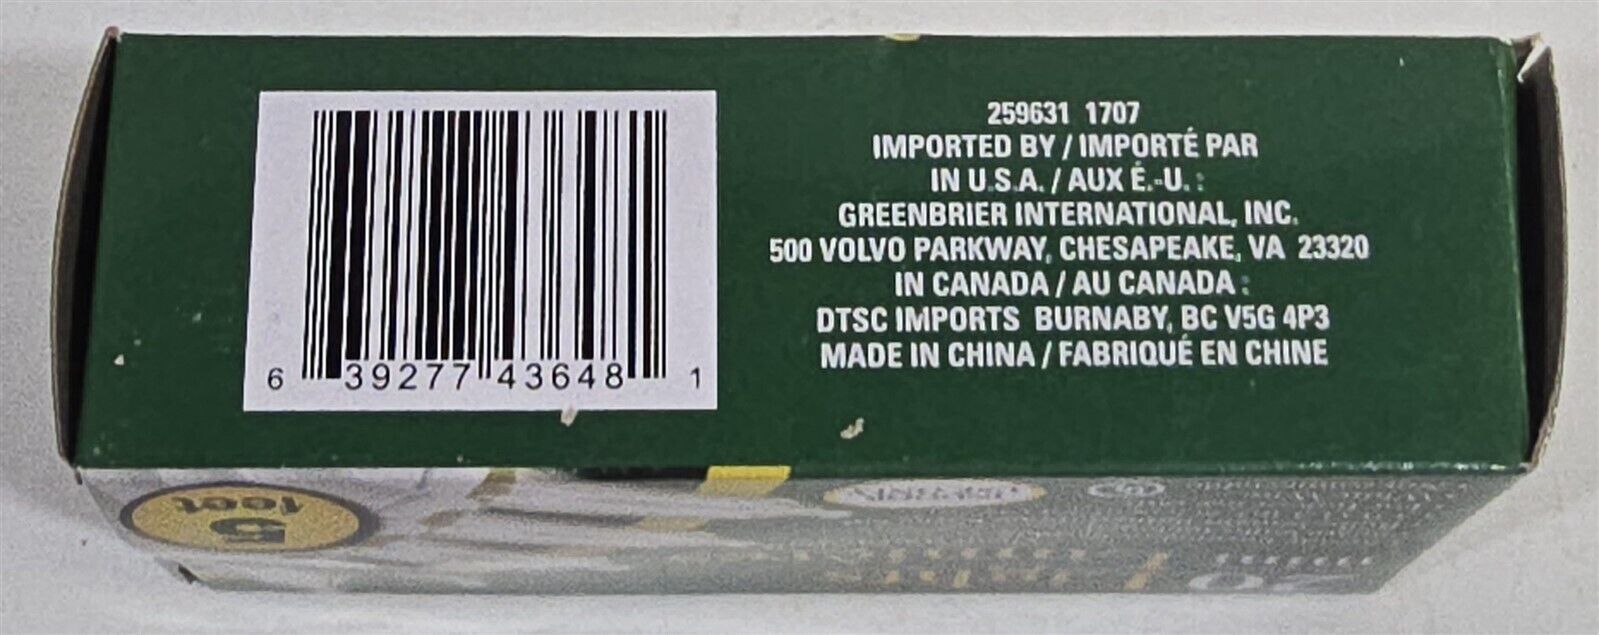 259631 1707
IMPORTED BY / IMPORTÉ PAR
IN U.S.A. / AUX É.-U. :
GREENBRIER INTERNATIONAL, INC.
500 VOLVO PARKWAY, CHESAPEAKE, VA 23320
IN CANADA / AU CANADA :
DTSC IMPORTS BURNABY, BC V5G 4P3
MADE IN CHINA / FABRIQUÉ EN CHINE
6 39277 43648 1
5
feet